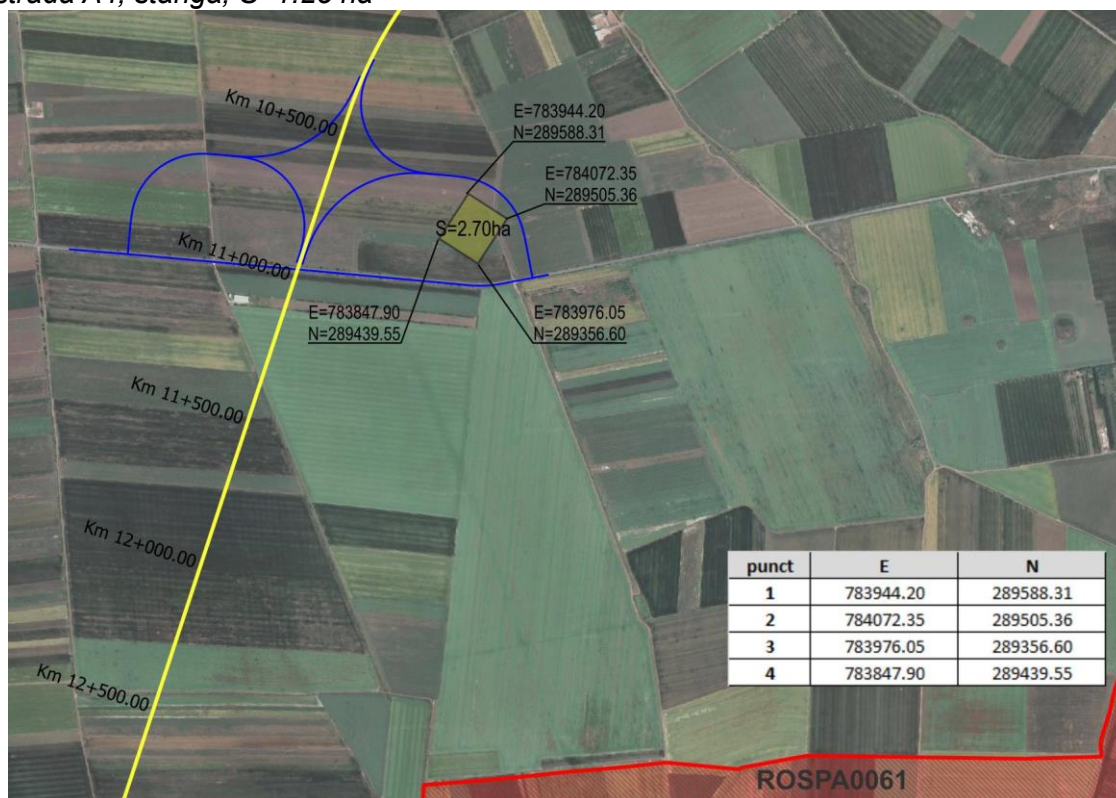 Km 10+500.00
E=783944.20
N=289588.31
E=784072.35
N=289505.36
S=2.70ha
Km 11+000.00
E=783847.90
N=289439.55
E=783976.05
N=289356.60
Km 11+500.00
Km 12+000.00
punct E N
1 783944.20 289588.31
2 784072.35 289505.36
3 783976.05 289356.60
4 783847.90 289439.55
Km 12+500.00
ROSPA0061